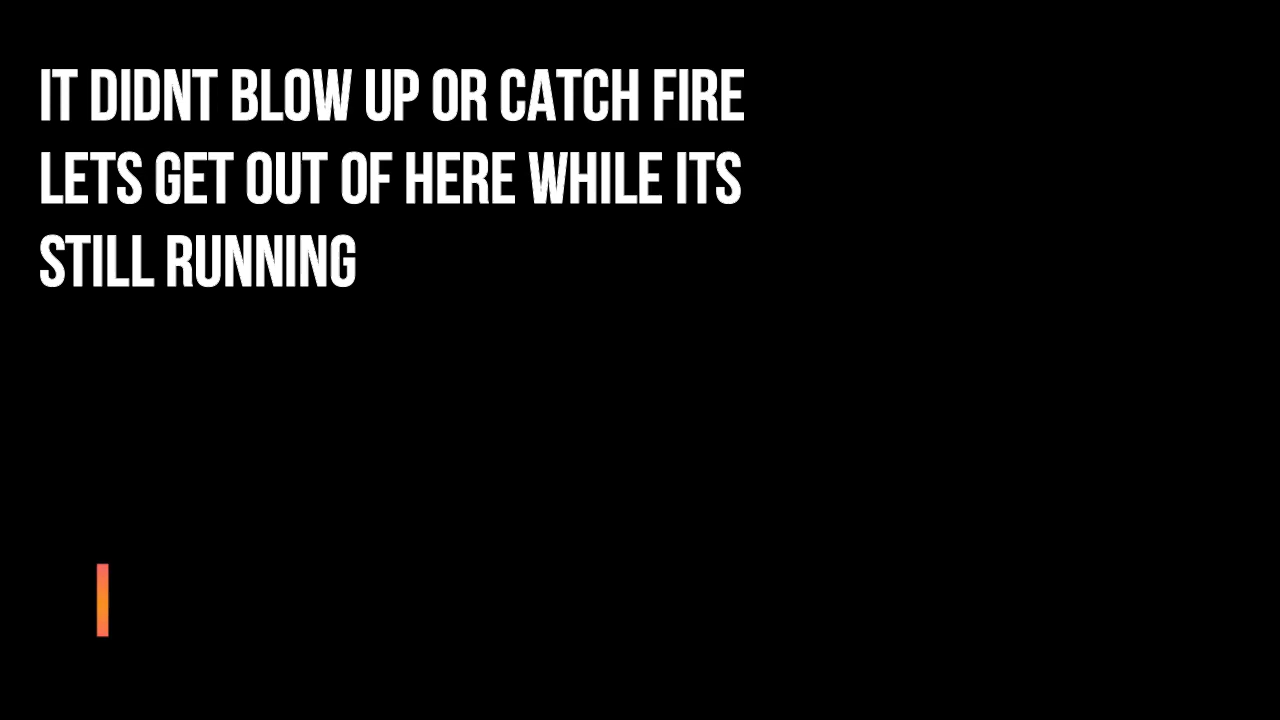 IT DIDNT BLOW UP OR CATCH FIRE
LETS GET OUT OF HERE WHILE ITS
STILL RUNNING